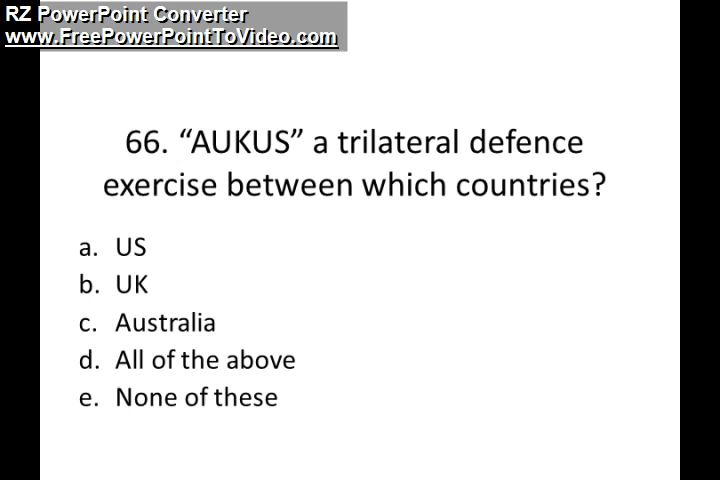 RZ PowerPoint Converter
www.FreePowerPointToVideo.com
66. “AUKUS” a trilateral defence
exercise between which countries?
a. US
b. UK
c. Australia
d. All of the above
e. None of these